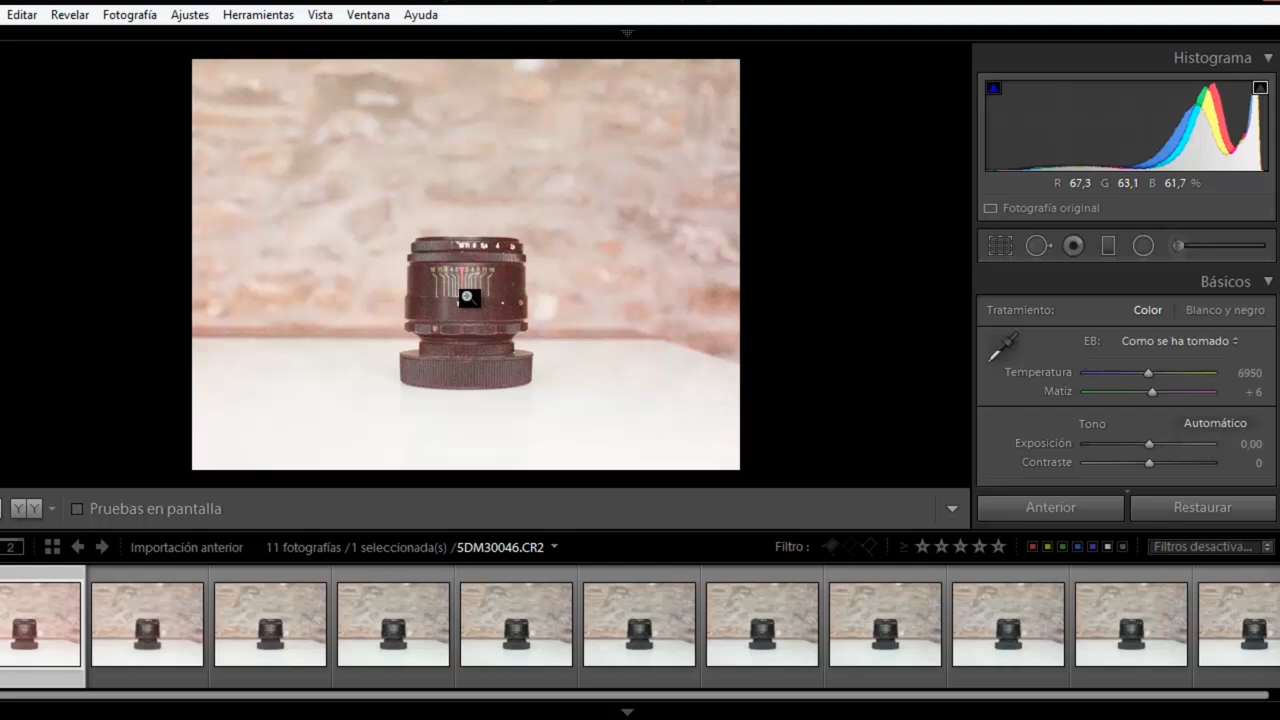 Editar Revelar Fotografía Ajustes Herramientas Vista Ventana Ayuda
Histograma
R 67,3 G 63,1 B 61,7 %
Fotografía original
Básicos
Tratamiento: Color Blanco y negro
EB: Como se ha tomado
Temperatura 6950
Matiz + 6
Tono Automático
Exposición 0,00
Contraste 0
Y Y Pruebas en pantalla
Anterior Restaurar
2 Importación anterior 11 fotografías /1 seleccionada(s) /5DM30046.CR2 Filtro : ≥ Filtros desactiva...